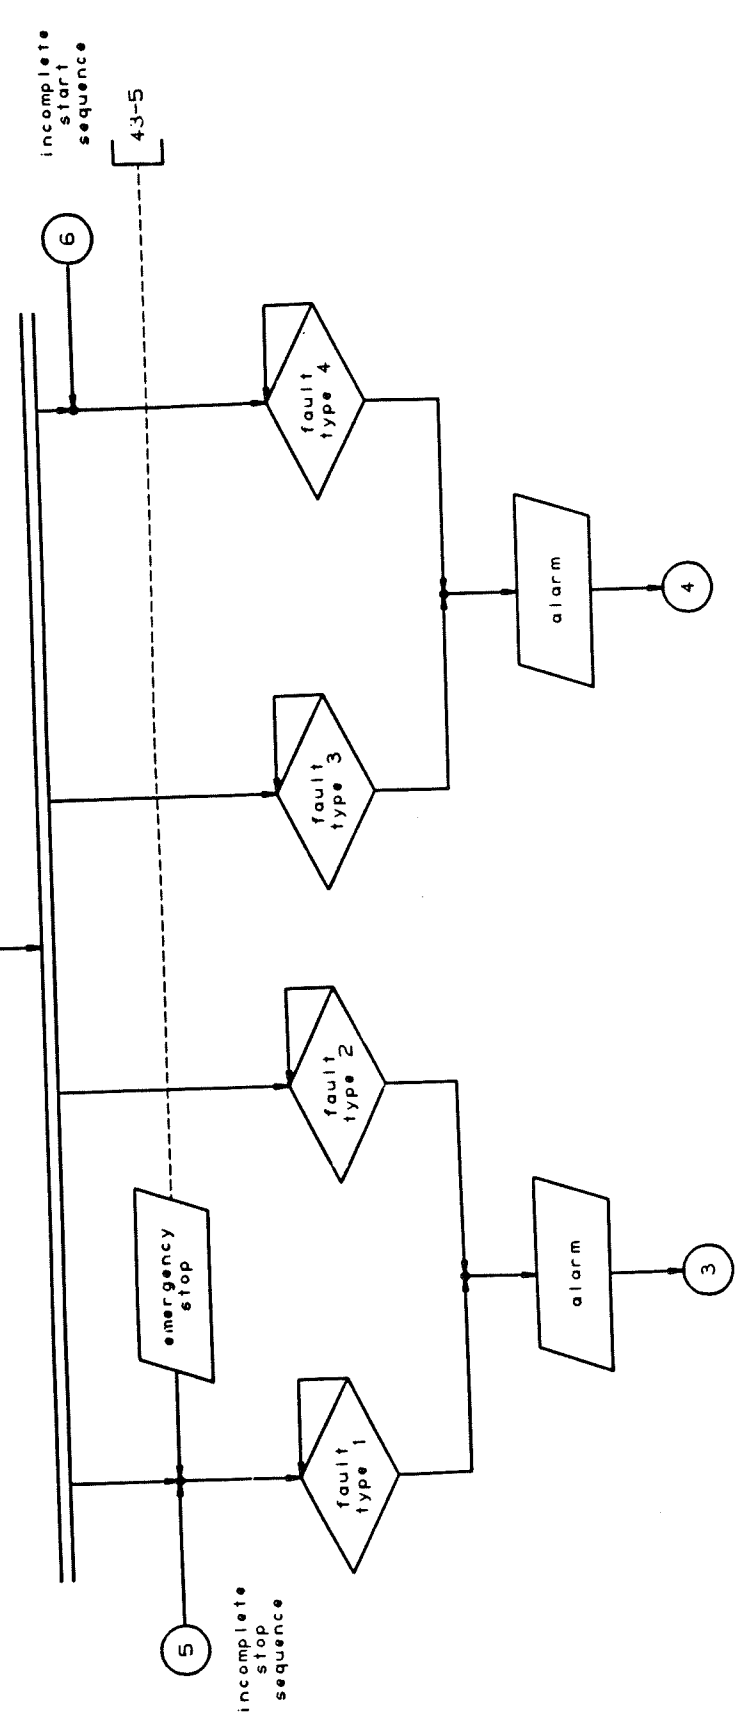 incomplete
start
sequence
43-5
6
fault
type 4
alarm
4
fault
type 3
fault
type 2
emergency
stop
alarm
3
fault
type 1
5
incomplete
stop
sequence